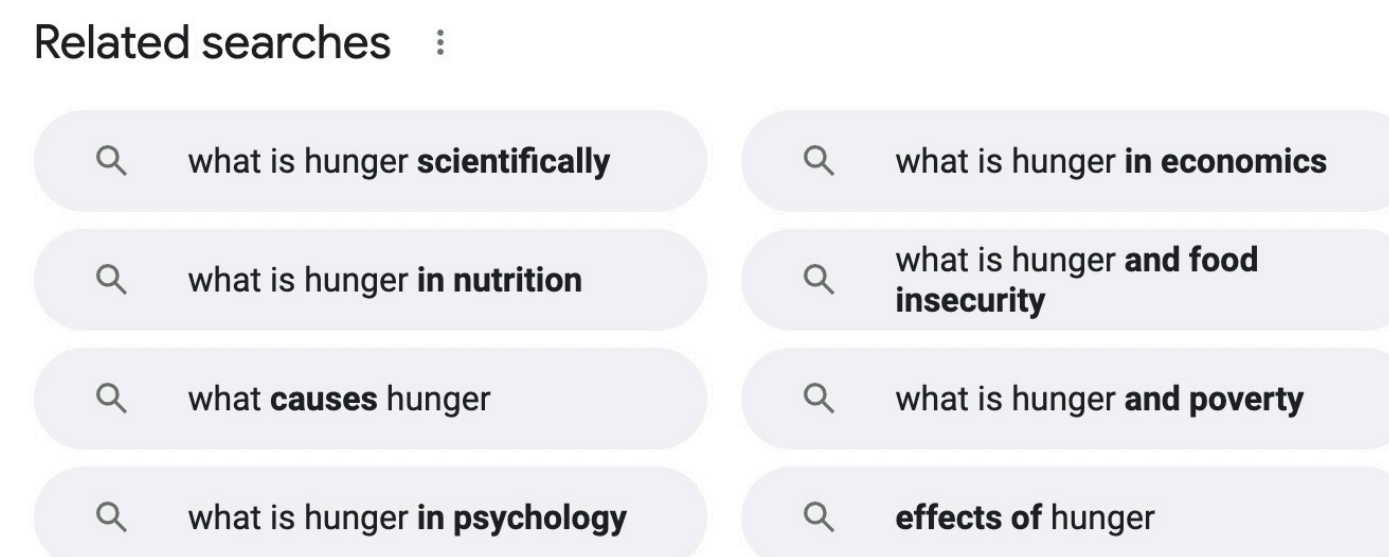 Related searches
what is hunger scientifically
what is hunger in economics
what is hunger in nutrition
what is hunger and food
insecurity
what causes hunger
what is hunger and poverty
what is hunger in psychology
effects of hunger